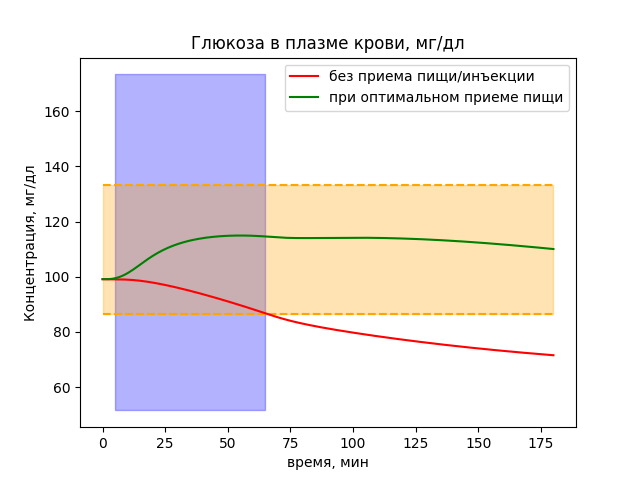 Глюкоза в плазме крови, мг/дл
без приема пищи/инъекции
при оптимальном приеме пищи
Концентрация, мг/дл
160
140
120
100
80
60
0 25 50 75 100 125 150 175
время, мин